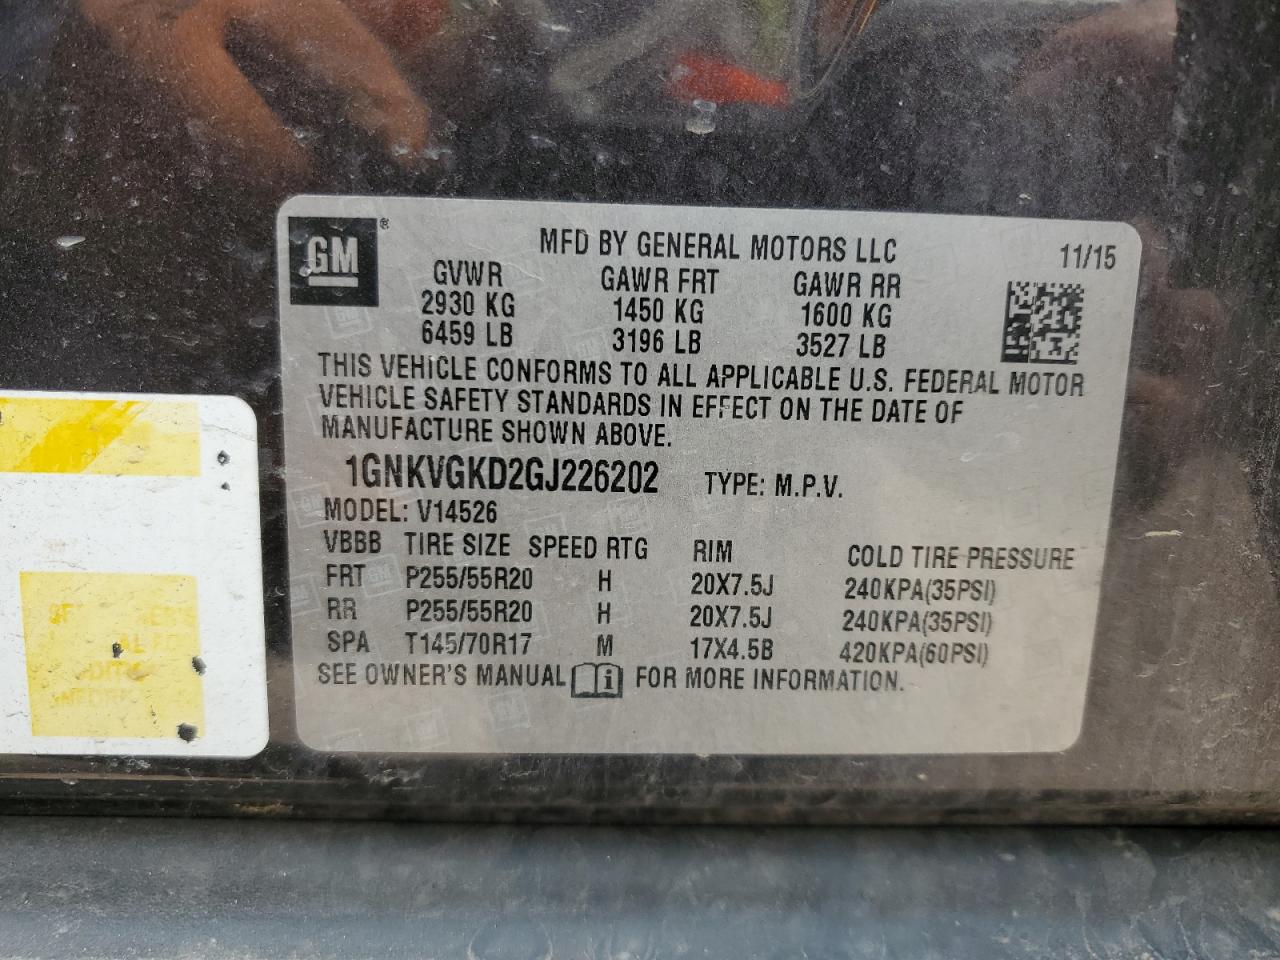 GM ®
MFD BY GENERAL MOTORS LLC 11/15
GVWR GAWR FRT GAWR RR
2930 KG 1450 KG 1600 KG
6459 LB 3196 LB 3527 LB
THIS VEHICLE CONFORMS TO ALL APPLICABLE U.S. FEDERAL MOTOR
VEHICLE SAFETY STANDARDS IN EFFECT ON THE DATE OF
MANUFACTURE SHOWN ABOVE.
1GNKVGKD2GJ226202 TYPE: M.P.V.
MODEL: V14526
VBBB TIRE SIZE SPEED RTG RIM COLD TIRE PRESSURE
FRT P255/55R20 H 20X7.5J 240KPA(35PSI)
RR P255/55R20 H 20X7.5J 240KPA(35PSI)
SPA T145/70R17 M 17X4.5B 420KPA(60PSI)
SEE OWNER'S MANUAL i FOR MORE INFORMATION.